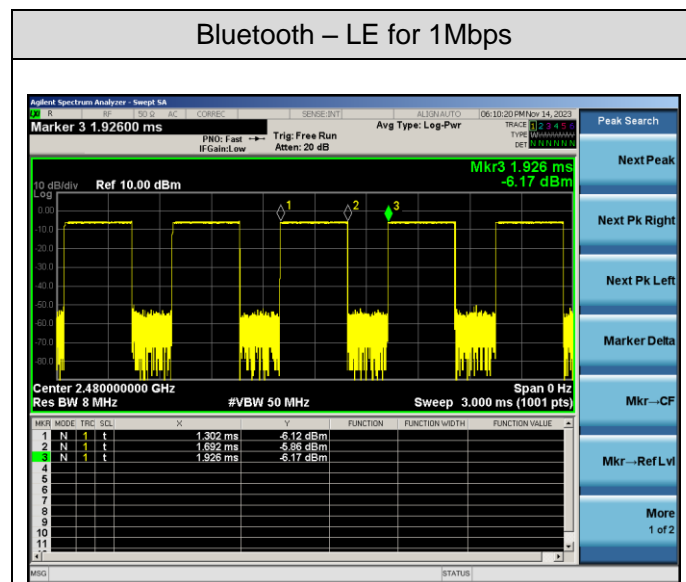 Bluetooth – LE for 1Mbps
Agilent Spectrum Analyzer - Swept SA
R RF 50 Ω AC CORREC SENSE:INT ALIGN AUTO 06:10:20 PM Nov 14, 2023
Marker 3 1.92600 ms
PNO: Fast
IFGain:Low
Trig: Free Run
Atten: 20 dB
Avg Type: Log-Pwr
TRACE 1 2 3 4 5 6
TYPE
DET N N N N N N
Peak Search
Mkr3 1.926 ms
-6.17 dBm
10 dB/div Ref 10.00 dBm
Log
0.00
-10.0
-20.0
-30.0
-40.0
-50.0
-60.0
-70.0
-80.0
1
2
3
Center 2.480000000 GHz
Span 0 Hz
Res BW 8 MHz
#VBW 50 MHz
Sweep 3.000 ms (1001 pts)
MKR MODE TRC SCL X Y FUNCTION FUNCTION WIDTH FUNCTION VALUE
1 N 1 t 1.302 ms -6.12 dBm
2 N 1 t 1.692 ms -5.86 dBm
3 N 1 t 1.926 ms -6.17 dBm
4
5
6
7
8
9
10
11
Next Peak
Next Pk Right
Next Pk Left
Marker Delta
Mkr→CF
Mkr→Ref Lvl
More
1 of 2
MSG
STATUS